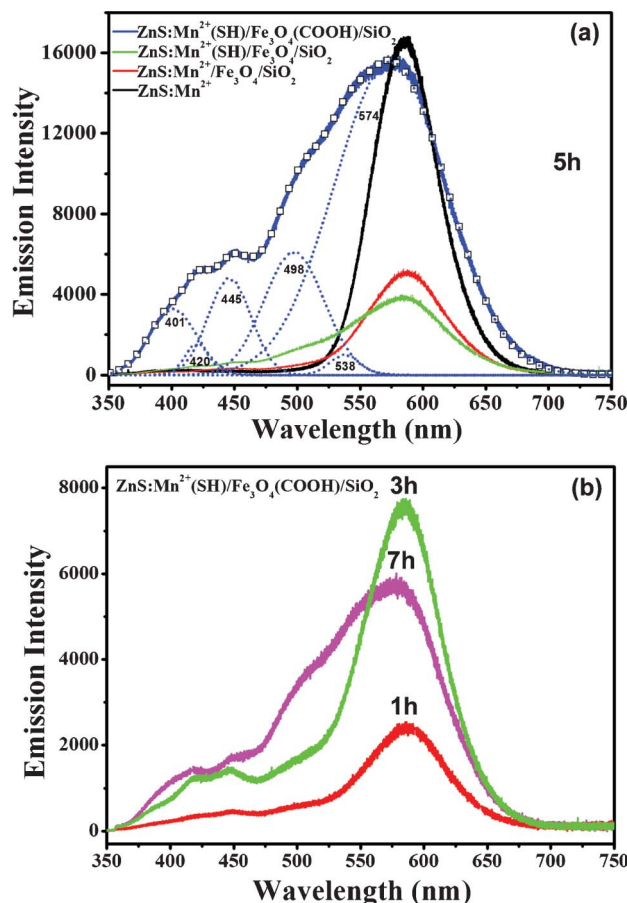 ZnS:Mn²⁺(SH)/Fe₃O₄(COOH)/SiO₂
(a)
ZnS:Mn²⁺(SH)/Fe₃O₄/SiO₂
ZnS:Mn²⁺/Fe₃O₄/SiO₂
ZnS:Mn²⁺
5h
16000
12000
8000
4000
0
Emission Intensity
574
498
445
401
420
538
350 400 450 500 550 600 650 700 750
Wavelength (nm)
ZnS:Mn²⁺(SH)/Fe₃O₄(COOH)/SiO₂
3h
(b)
7h
1h
8000
6000
4000
2000
0
Emission Intensity
350 400 450 500 550 600 650 700 750
Wavelength (nm)